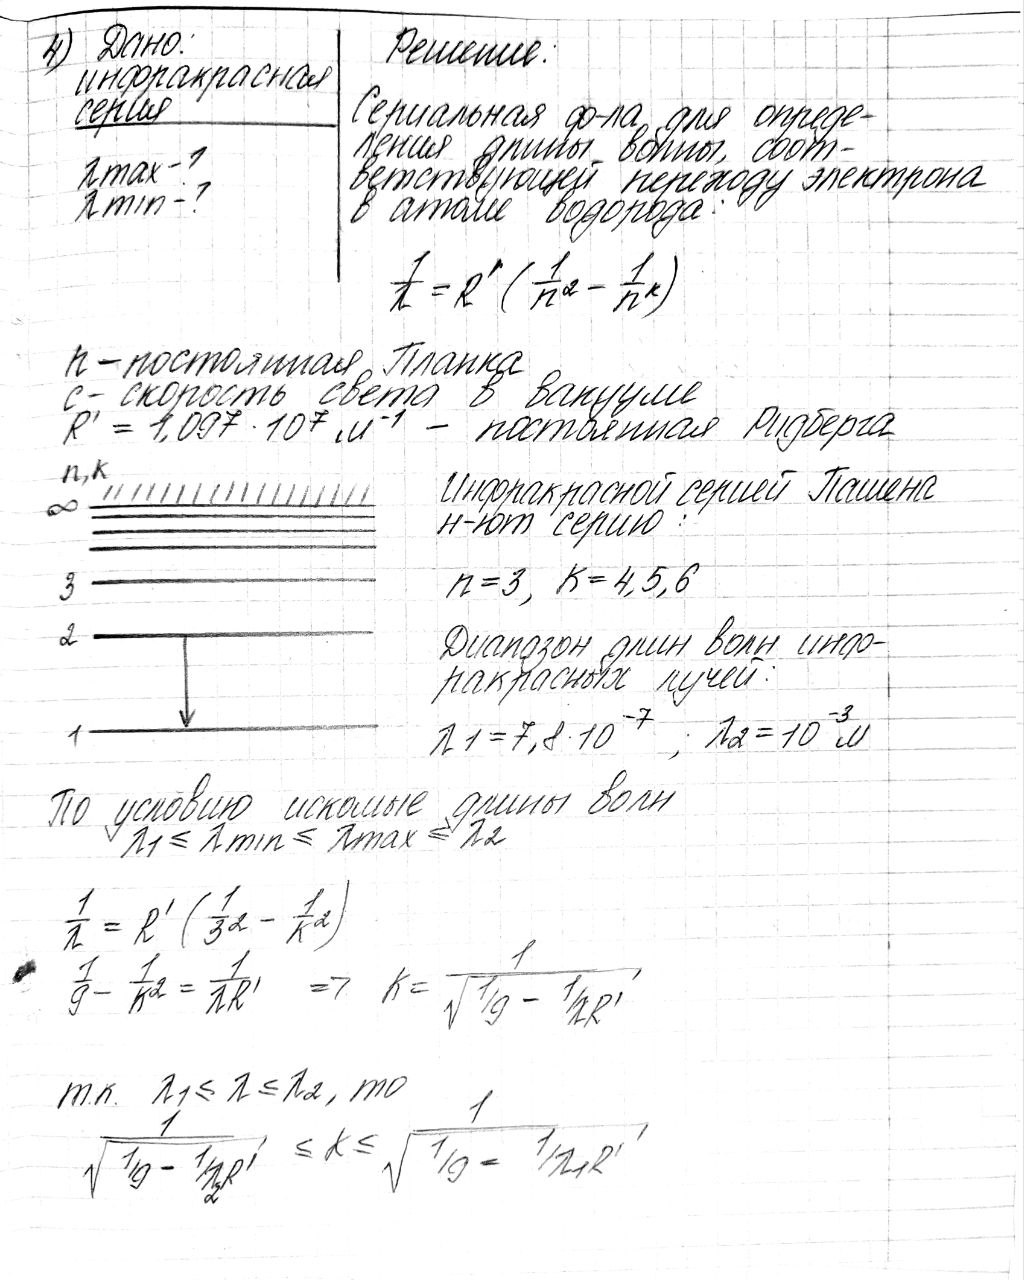 4) Дано:
инфракрасная
серия
λmax - ?
λmin - ?
Решение:
Сериальная ф-ла для опреде-
ления длины волны, соот-
ветствующей переходу электрона
в атоме водорода:
1/λ = R' (1/n² - 1/nᵏ)
h - постоянная Планка
c - скорость света в вакууме
R' = 1,097 · 10⁷ м⁻¹ - постоянная Ридберга
n, k
∞
3
2
1
Инфракрасной серией Пашена
н-ют серию:
n = 3, K = 4, 5, 6
Диапазон длин волн инфо-
ракрасных лучей:
λ1 = 7,8 · 10⁻⁷ ; λ2 = 10⁻³ м
По условию искомые длины волн
λ1 ≤ λmin ≤ λmax ≤ λ2
1/λ = R' (1/3² - 1/K²)
1/9 - 1/K² = 1/λR' => K = 1/√(1/9 - 1/λR')
т.к. λ1 ≤ λ ≤ λ2, то
1/√(1/9 - 1/λ2R') ≤ K ≤ 1/√(1/9 - 1/λ1R')